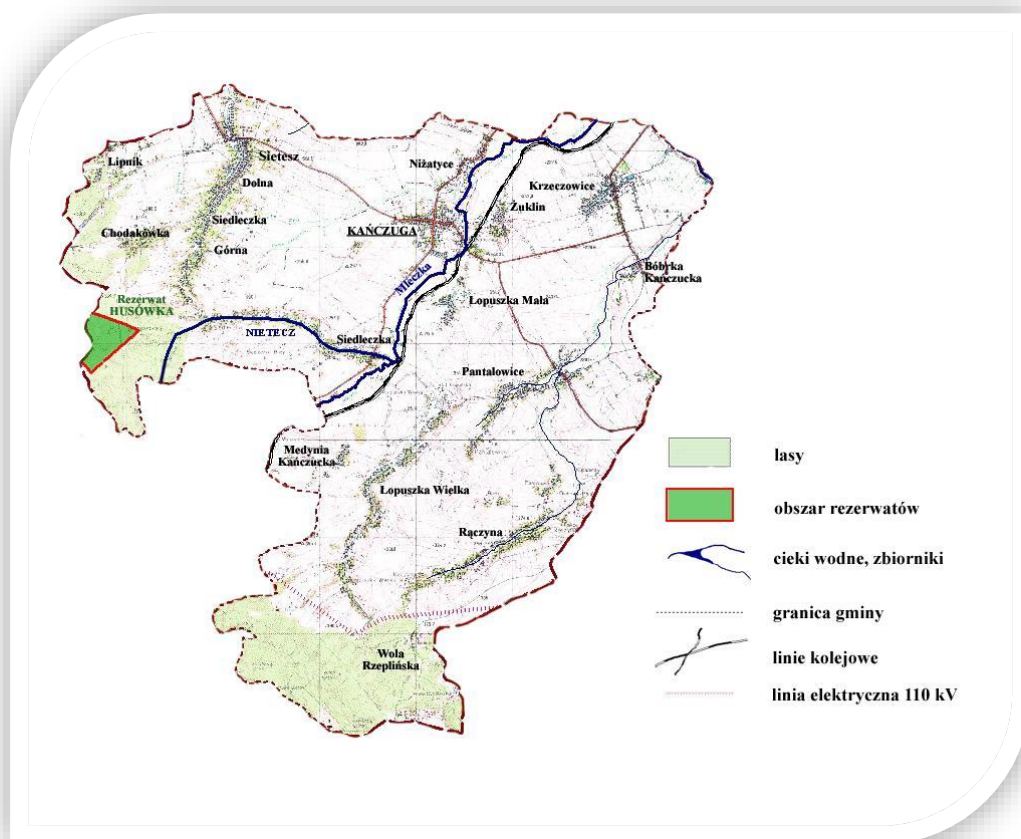 Lipnik
Sietesz
Dolna
Niżatyce
Krzeczowice
Siedleczka
Żuklin
KAŃCZUGA
Chodakówka
Górna
Mleczka
Bóbrka
Kańczucka
Rezerwat
HUSÓWKA
Łopuszka Mała
NIETECZ
Siedleczka
Pantalowice
Medynia
Kańczucka
Łopuszka Wielka
Rączyna
Wola
Rzeplińska
lasy
obszar rezerwatów
cieki wodne, zbiorniki
granica gminy
linie kolejowe
linia elektryczna 110 kV